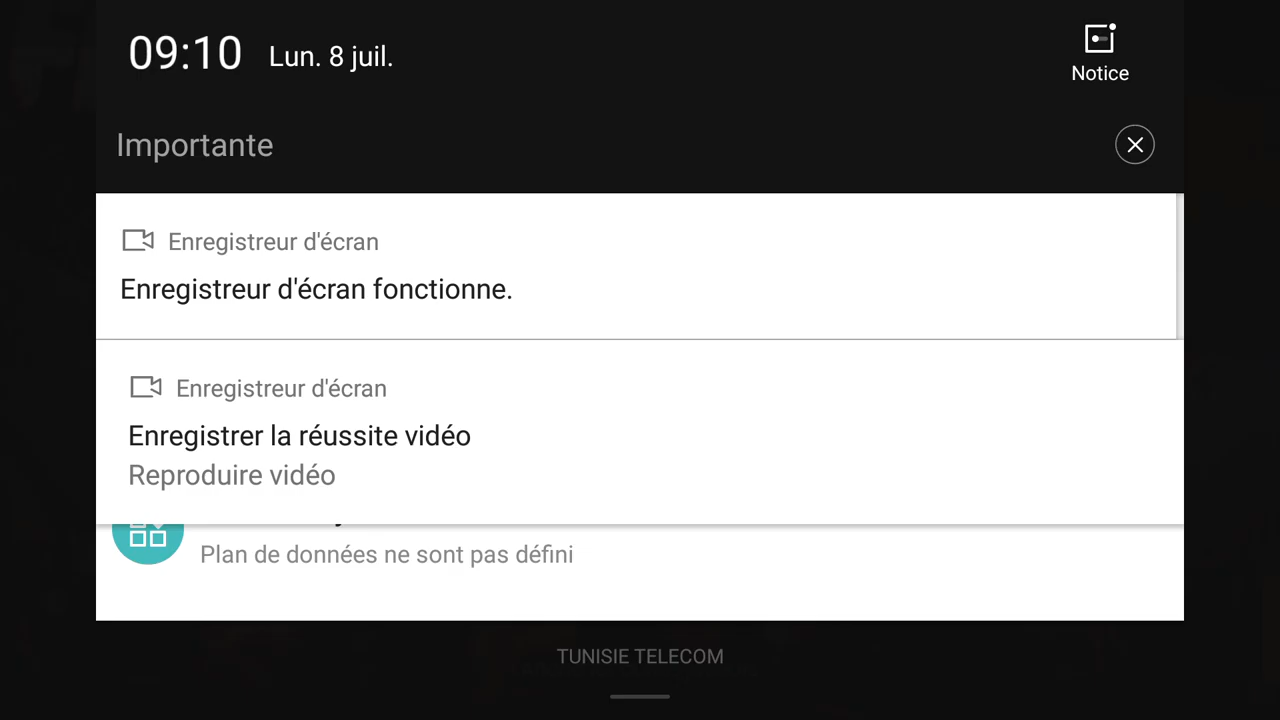 09:10 Lun. 8 juil.
Notice
Importante
Enregistreur d'écran
Enregistreur d'écran fonctionne.
Enregistreur d'écran
Enregistrer la réussite vidéo
Reproduire vidéo
Plan de données ne sont pas défini
TUNISIE TELECOM